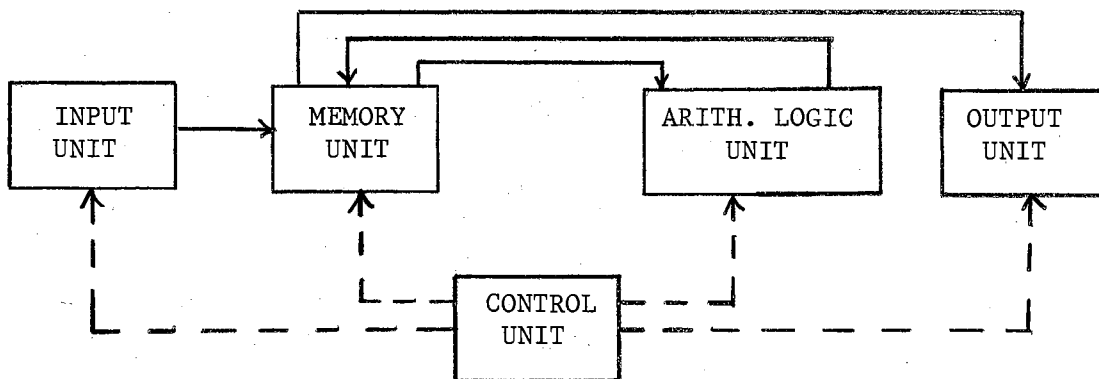 INPUT
UNIT
MEMORY
UNIT
ARITH. LOGIC
UNIT
OUTPUT
UNIT
CONTROL
UNIT